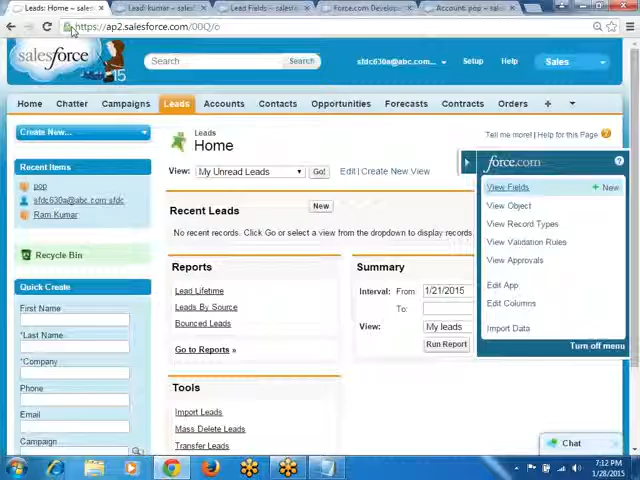 Leads: Home ~ sales
Lead: kumar ~ sales
Lead Fields ~ salesf
Force.com Develope
Account: pop ~ sale
https://ap2.salesforce.com/00Q/o
salesforce
15
Search
Search
sfdc630a@abc.com...
Setup
Help
Sales
Home
Chatter
Campaigns
Leads
Accounts
Contacts
Opportunities
Forecasts
Contracts
Orders
+
Create New...
Recent Items
pop
sfdc630a@abc.com sfdc
Ram Kumar
Recycle Bin
Quick Create
First Name
*Last Name
*Company
Phone
Email
Campaign
Leads
Home
Tell me more! | Help for this Page
View:
My Unread Leads
Go!
Edit | Create New View
Recent Leads
New
No recent records. Click Go or select a view from the dropdown to display records.
Reports
Lead Lifetime
Leads By Source
Bounced Leads
Go to Reports »
Summary
Interval:
From:
1/21/2015
To:
View:
My leads
Run Report
Tools
Import Leads
Mass Delete Leads
Transfer Leads
force.com
?
View Fields
+ New
View Object
View Record Types
View Validation Rules
View Approvals
Edit App
Edit Columns
Import Data
Turn off menu
Chat
7:12 PM
1/28/2015